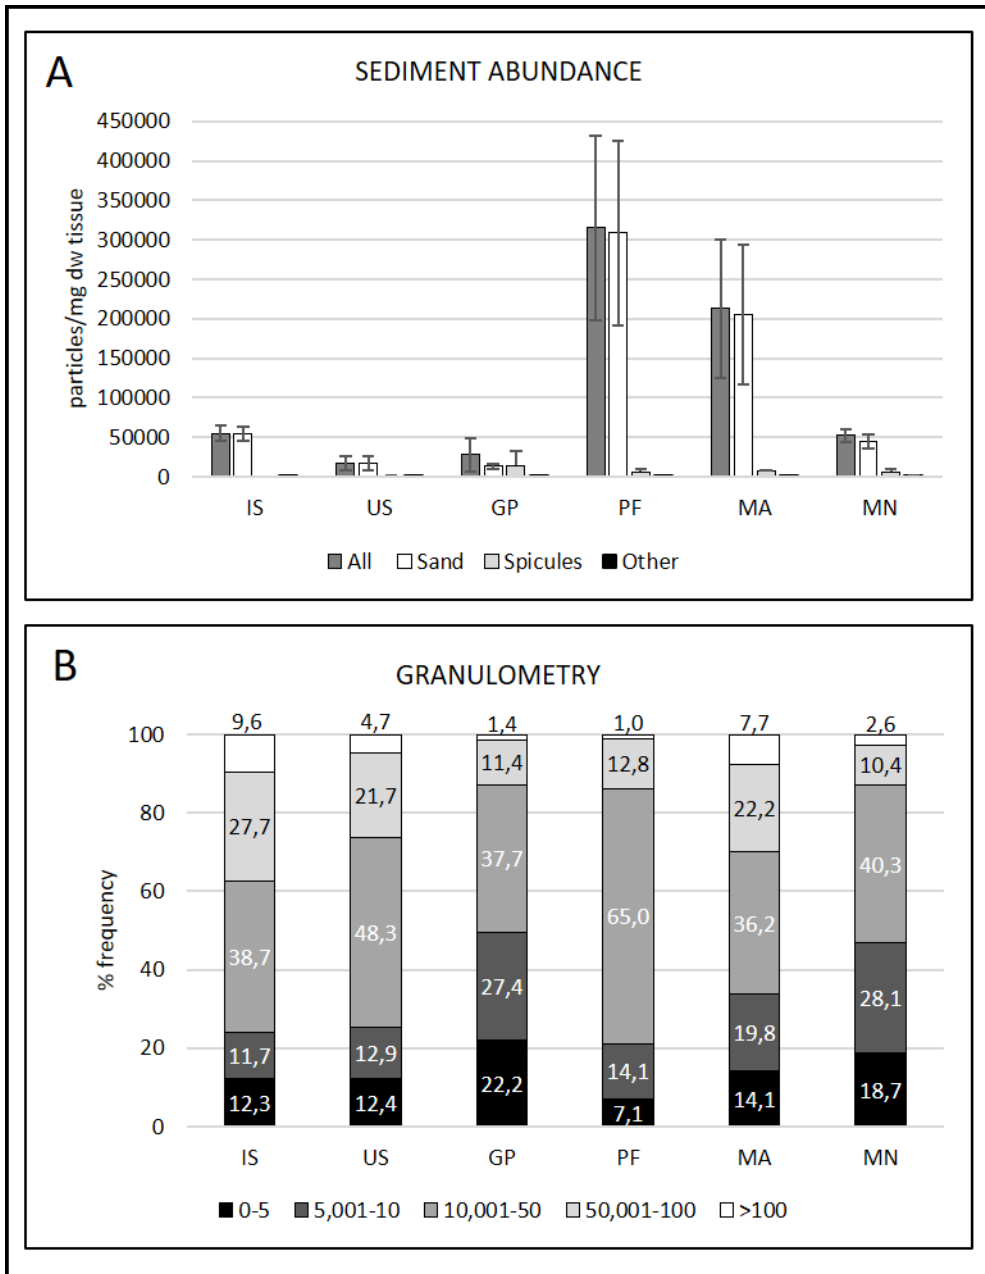 A
SEDIMENT ABUNDANCE
particles/mg dw tissue
450000
400000
350000
300000
250000
200000
150000
100000
50000
0
IS US GP PF MA MN
All Sand Spicules Other
B
GRANULOMETRY
% frequency
9,6 4,7 1,4 1,0 7,7 2,6
100
11,4 12,8 10,4
21,7 22,2
80
27,7
37,7 40,3
60
65,0 36,2
48,3
38,7
40
27,4 28,1
19,8
20
11,7 12,9 14,1
22,2 18,7
12,3 12,4 7,1 14,1
0
IS US GP PF MA MN
0-5 5,001-10 10,001-50 50,001-100 >100